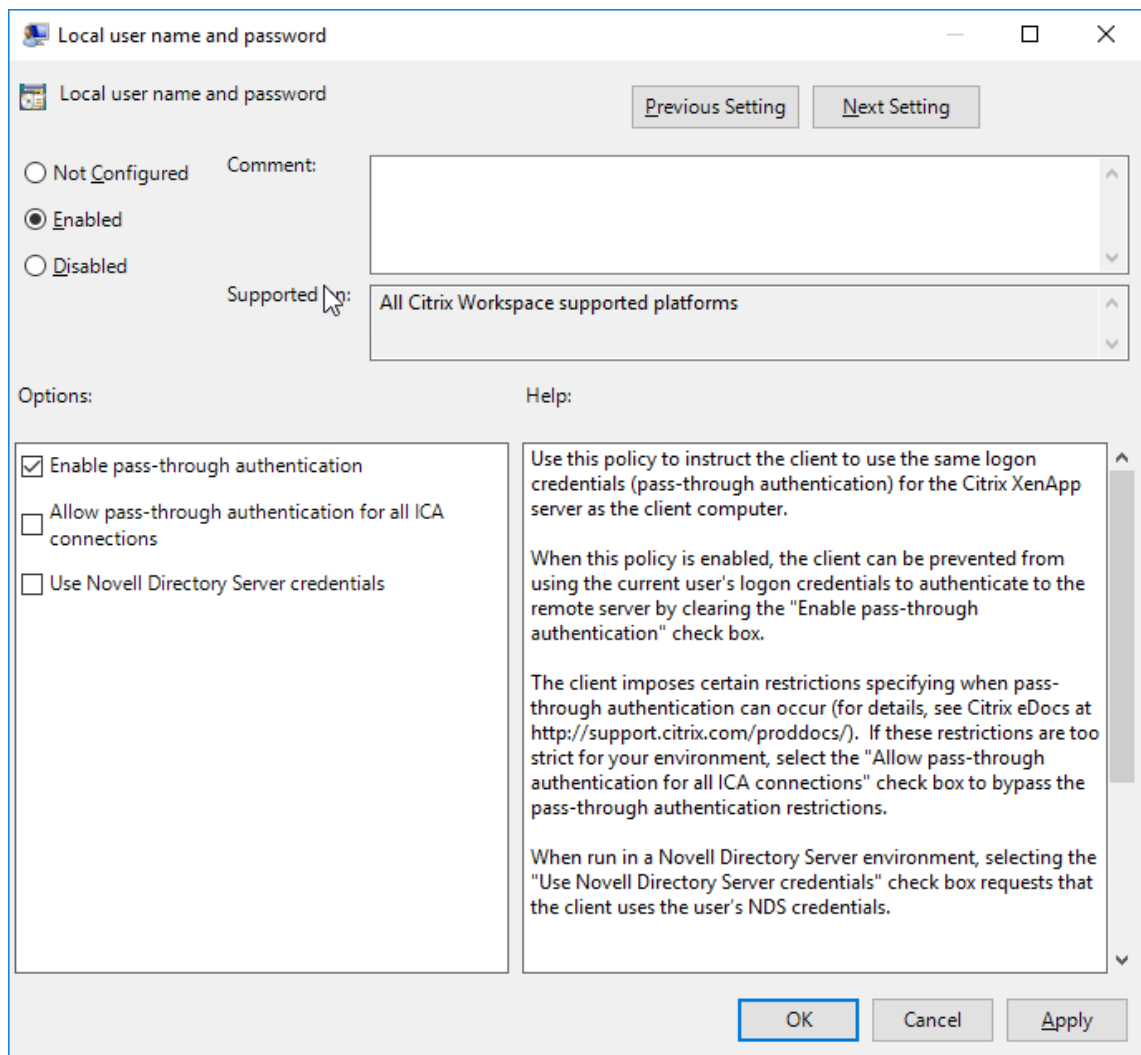 Local user name and password
Local user name and password
Previous Setting
Next Setting
Not Configured
Comment:
Enabled
Disabled
Supported
All Citrix Workspace supported platforms
Options:
Help:
Enable pass-through authentication
Allow pass-through authentication for all ICA
connections
Use Novell Directory Server credentials
Use this policy to instruct the client to use the same logon
credentials (pass-through authentication) for the Citrix XenApp
server as the client computer.
When this policy is enabled, the client can be prevented from
using the current user's logon credentials to authenticate to the
remote server by clearing the "Enable pass-through
authentication" check box.
The client imposes certain restrictions specifying when pass-
through authentication can occur (for details, see Citrix eDocs at
http://support.citrix.com/proddocs/).  If these restrictions are too
strict for your environment, select the "Allow pass-through
authentication for all ICA connections" check box to bypass the
pass-through authentication restrictions.
When run in a Novell Directory Server environment, selecting the
"Use Novell Directory Server credentials" check box requests that
the client uses the user's NDS credentials.
OK
Cancel
Apply